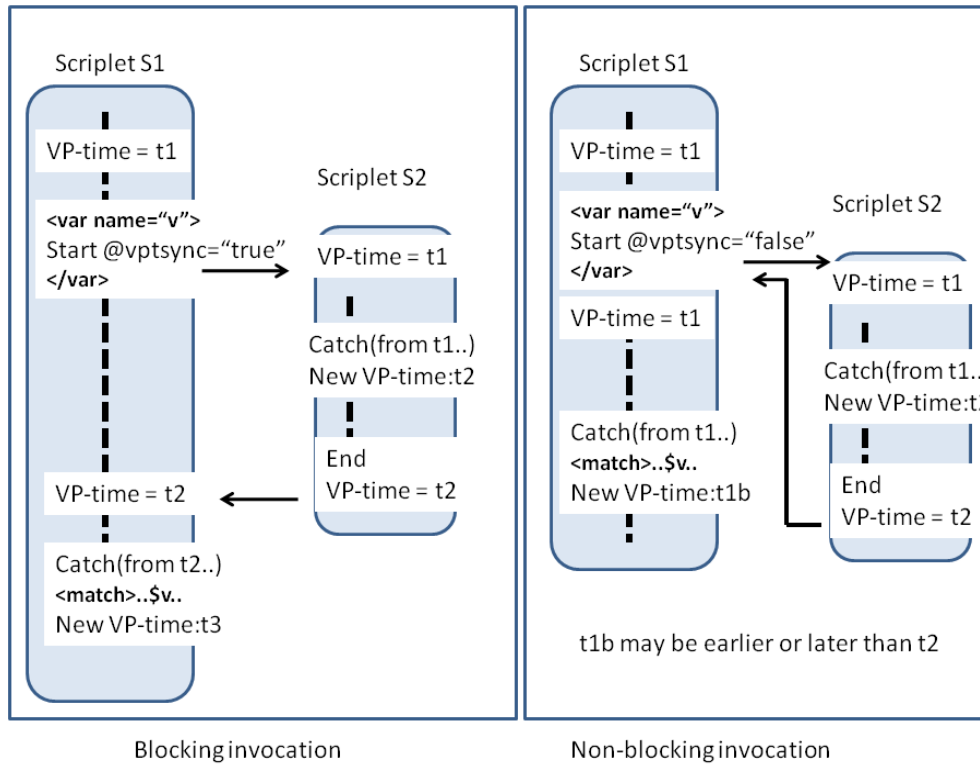 Scriplet S1
VP-time = t1
<var name=“v”>
Start @vptsync=“true”
</var>
VP-time = t2
Catch(from t2..)
<match>..$v..
New VP-time:t3
Scriplet S2
VP-time = t1
Catch(from t1..)
New VP-time:t2
End
VP-time = t2
Blocking invocation
Scriplet S1
VP-time = t1
<var name=“v”>
Start @vptsync=“false”
</var>
VP-time = t1
Catch(from t1..)
<match>..$v..
New VP-time:t1b
Scriplet S2
VP-time = t1
Catch(from t1..
End
VP-time = t2
t1b may be earlier or later than t2
Non-blocking invocation